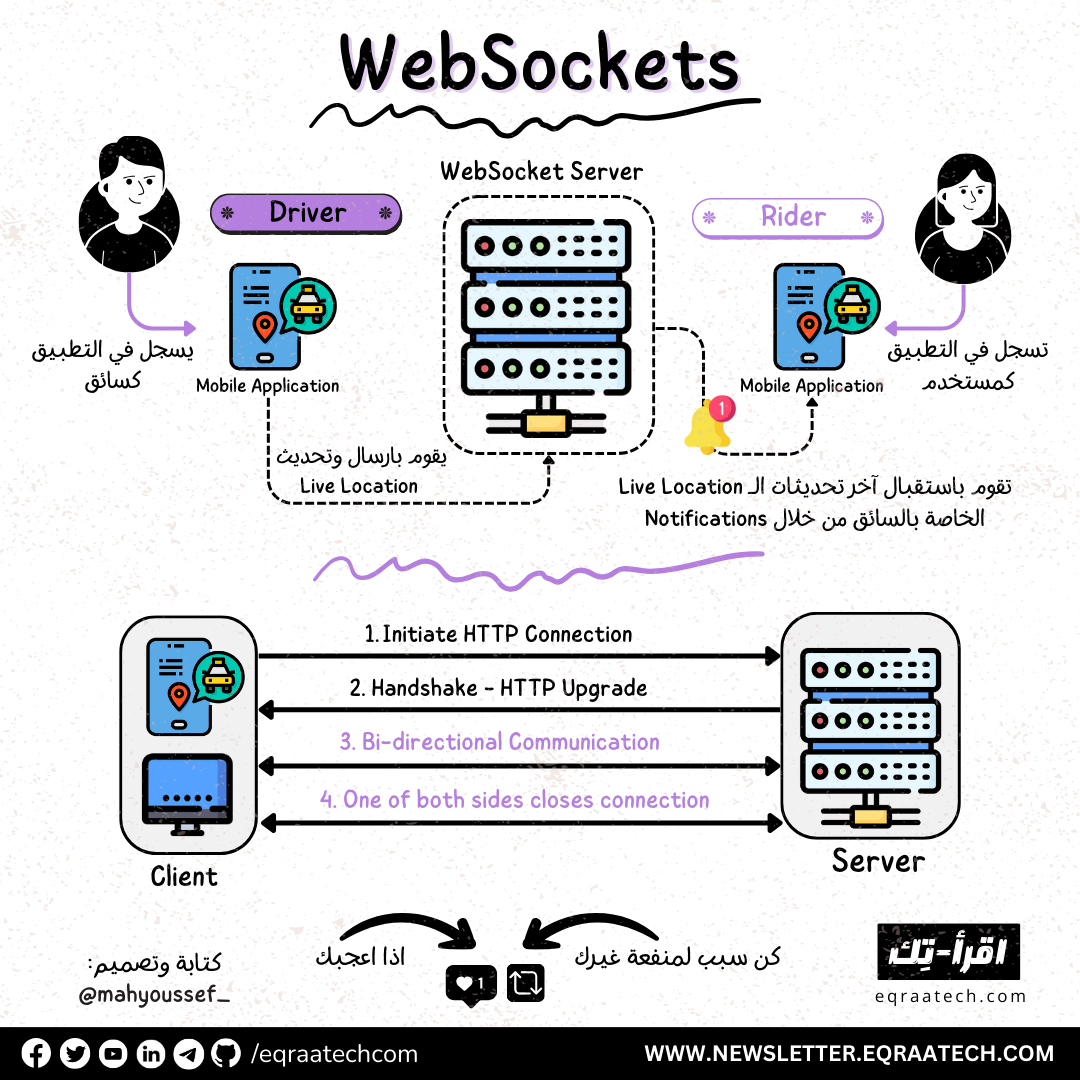 WebSockets
WebSocket Server
Driver
Rider
يسجل في التطبيق
كسائق
Mobile Application
تسجل في التطبيق
كمستخدم
Mobile Application
1
يقوم بارسال وتحديث
Live Location
تقوم باستقبال آخر تحديثات الـ Live Location
الخاصة بالسائق من خلال Notifications
1. Initiate HTTP Connection
2. Handshake - HTTP Upgrade
3. Bi-directional Communication
4. One of both sides closes connection
Client
Server
كتابة وتصميم:
@mahyoussef_
اذا اعجبك
1
كن سبب لمنفعة غيرك
اقرأ-تِك
eqraatech.com
/eqraatechcom
WWW.NEWSLETTER.EQRAATECH.COM